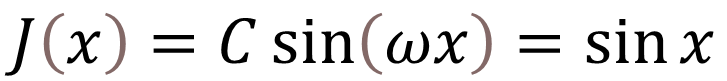 J(x) = C sin(ωx) = sin x